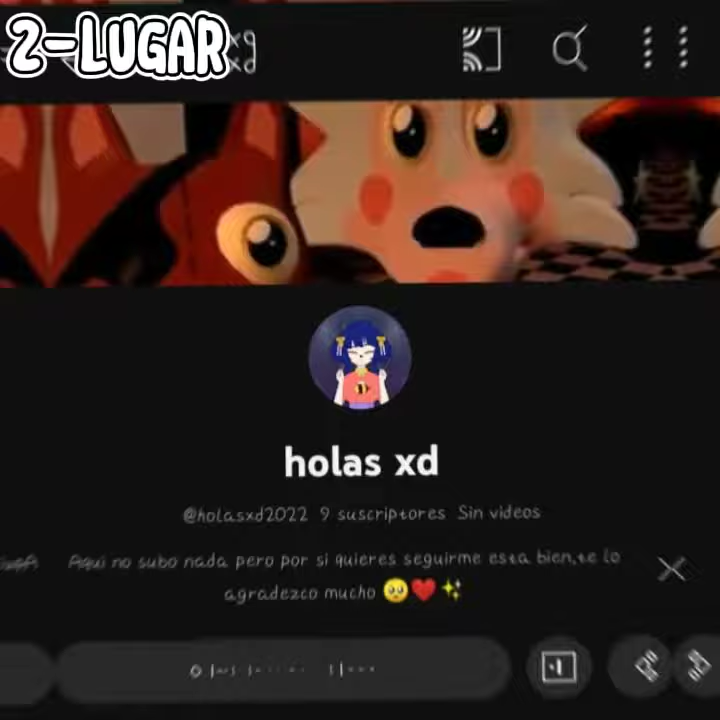 2-LUGAR
holas xd
@holasxd2022 9 suscriptores Sin videos
Aqui no subo nada pero por si quieres seguirme esta bien,te lo
agradezco mucho 🥺❤️✨